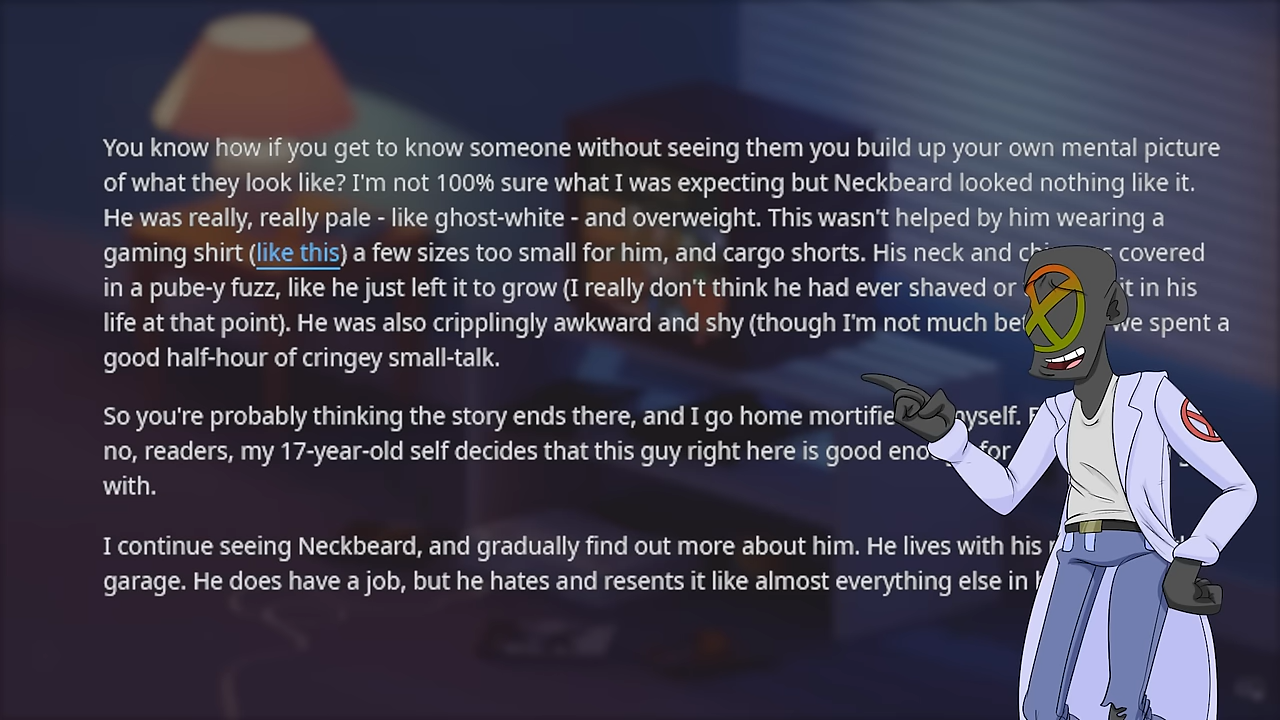 You know how if you get to know someone without seeing them you build up your own mental picture
of what they look like? I'm not 100% sure what I was expecting but Neckbeard looked nothing like it.
He was really, really pale - like ghost-white - and overweight. This wasn't helped by him wearing a
gaming shirt (like this) a few sizes too small for him, and cargo shorts. His neck and covered
in a pube-y fuzz, like he just left it to grow (I really don't think he had ever shaved or it in his
life at that point). He was also cripplingly awkward and shy (though I'm not much we spent a
good half-hour of cringey small-talk.
So you're probably thinking the story ends there, and I go home
no, readers, my 17-year-old self decides that this guy right here is good for
with.
I continue seeing Neckbeard, and gradually find out more about him. He lives with his
garage. He does have a job, but he hates and resents it like almost everything else in